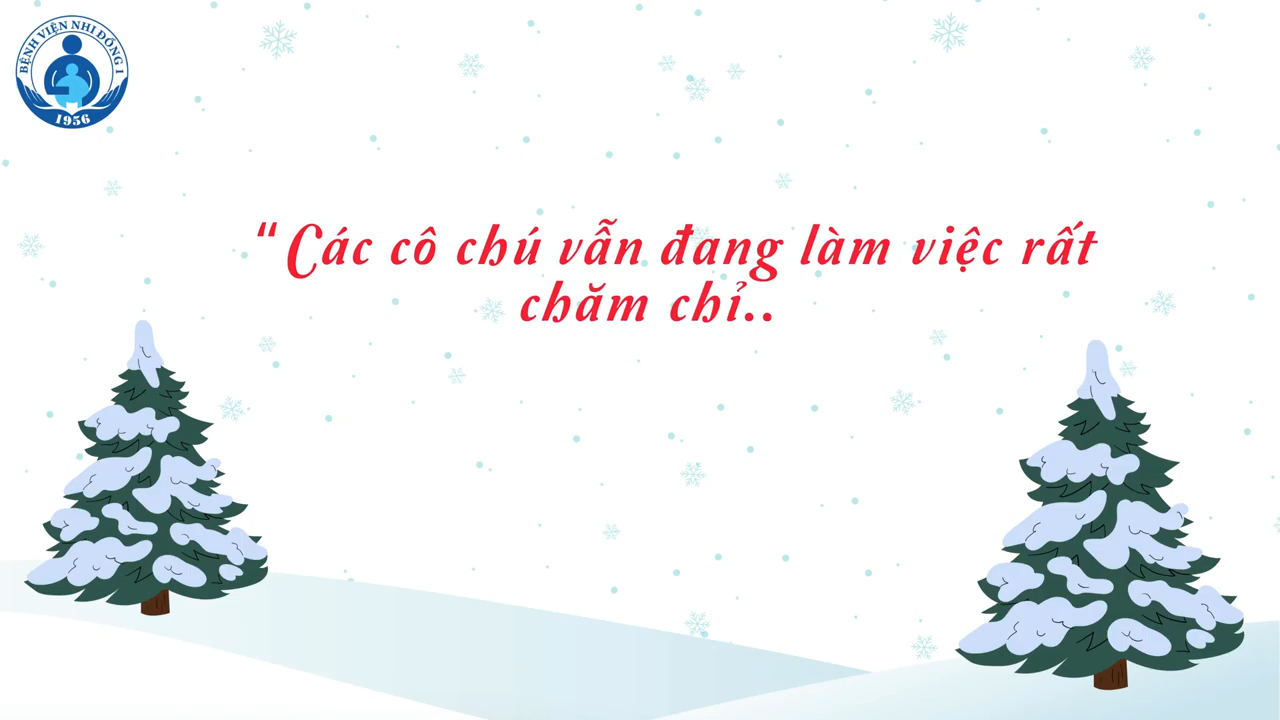 BỆNH VIỆN NHI ĐỒNG 1
1956
“ Các cô chú vẫn đang làm việc rất
chăm chỉ..